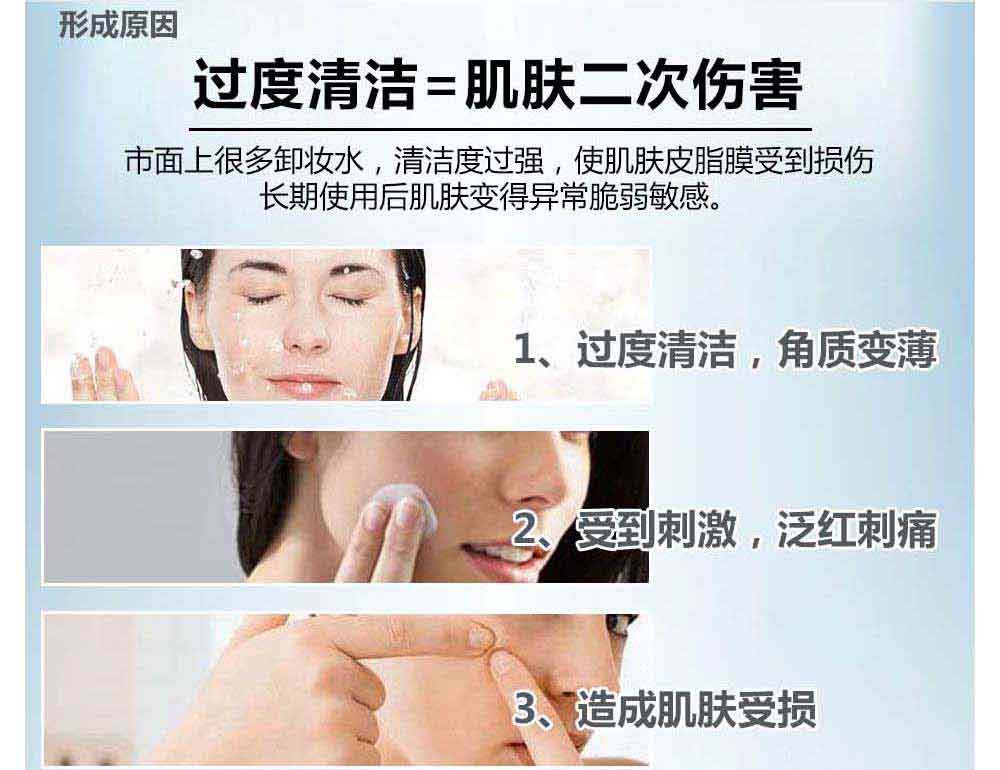 形成原因
过度清洁=肌肤二次伤害
市面上很多卸妆水，清洁度过强，使肌肤皮脂膜受到损伤
长期使用后肌肤变得异常脆弱敏感。
1、过度清洁，角质变薄
2、受到刺激，泛红刺痛
3、造成肌肤受损